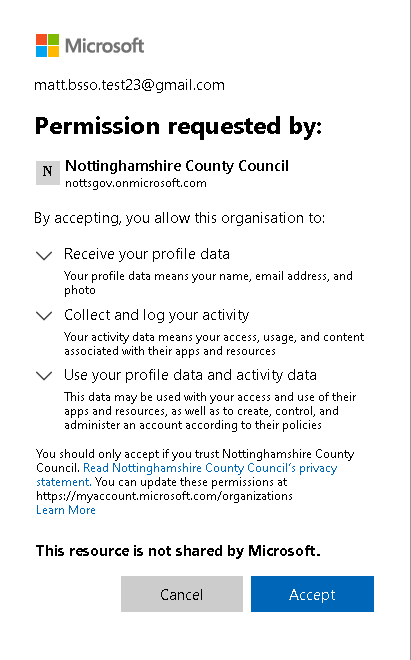 Microsoft
matt.bsso.test23@gmail.com
Permission requested by:
N
Nottinghamshire County Council
nottsgov.onmicrosoft.com
By accepting, you allow this organisation to:
Receive your profile data
Your profile data means your name, email address, and
photo
Collect and log your activity
Your activity data means your access, usage, and content
associated with their apps and resources
Use your profile data and activity data
This data may be used with your access and use of their
apps and resources, as well as to create, control, and
administer an account according to their policies
You should only accept if you trust Nottinghamshire County
Council. Read Nottinghamshire County Council's privacy
statement. You can update these permissions at
https://myaccount.microsoft.com/organizations
Learn More
This resource is not shared by Microsoft.
Cancel
Accept